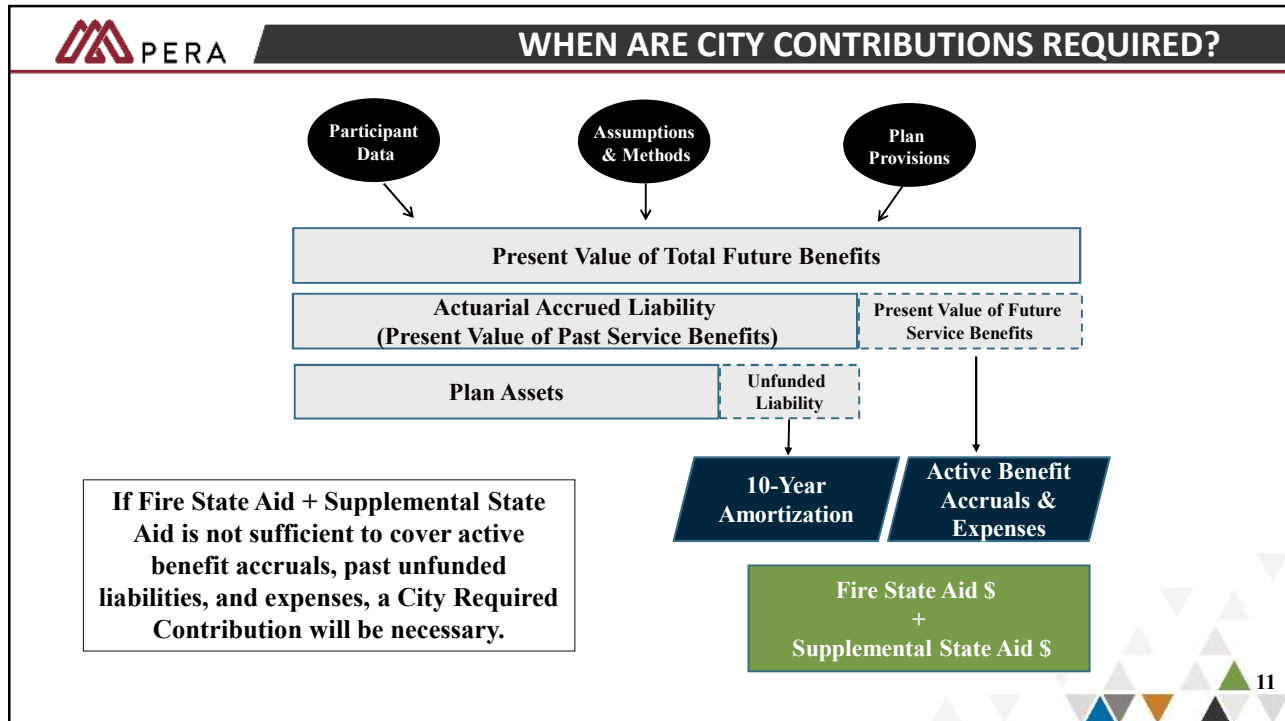 PERA
WHEN ARE CITY CONTRIBUTIONS REQUIRED?
Participant
Data
Assumptions
& Methods
Plan
Provisions
Present Value of Total Future Benefits
Actuarial Accrued Liability
(Present Value of Past Service Benefits)
Present Value of Future
Service Benefits
Plan Assets
Unfunded
Liability
10-Year
Amortization
Active Benefit
Accruals &
Expenses
If Fire State Aid + Supplemental State
Aid is not sufficient to cover active
benefit accruals, past unfunded
liabilities, and expenses, a City Required
Contribution will be necessary.
Fire State Aid $
+
Supplemental State Aid $
11